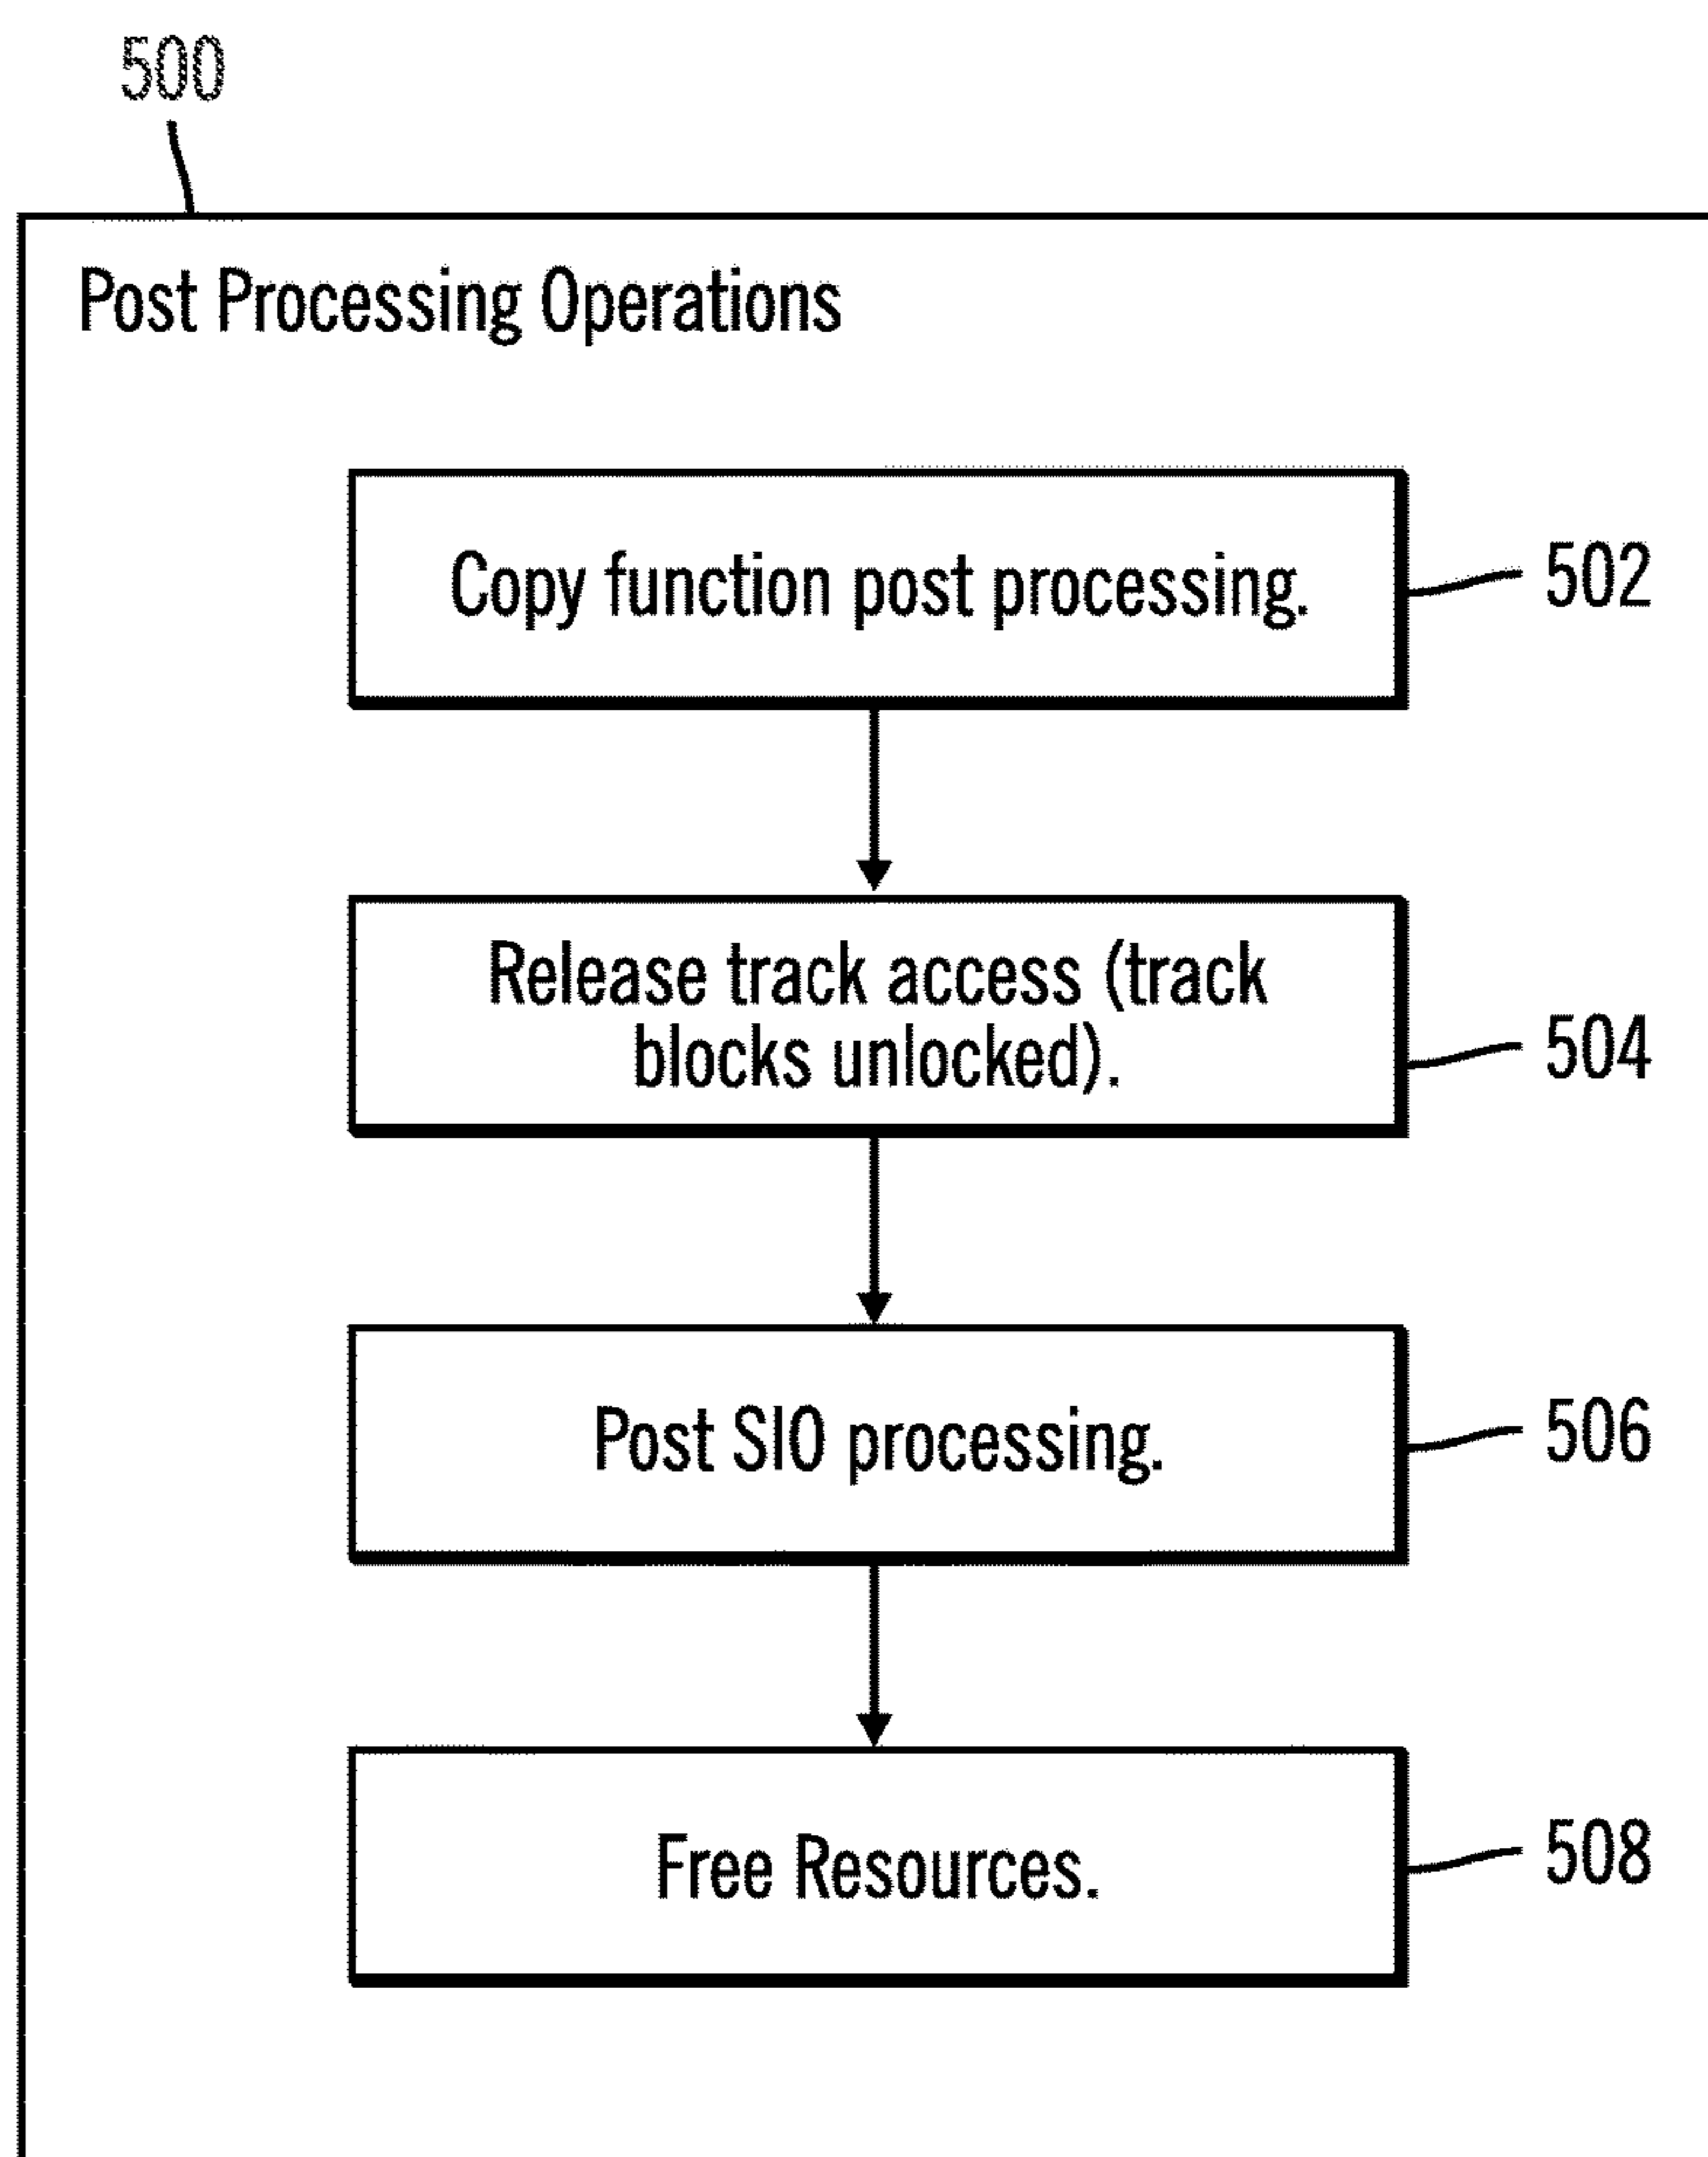 500
Post Processing Operations
Copy function post processing.
502
Release track access (track
blocks unlocked).
504
Post SIO processing.
506
Free Resources.
508